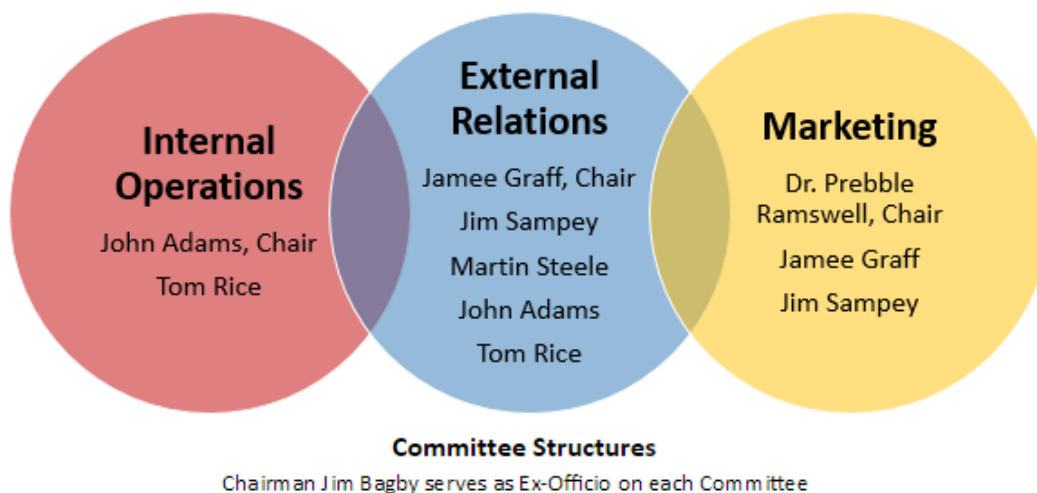 Internal
Operations
John Adams, Chair
Tom Rice
External
Relations
Jamee Graff, Chair
Jim Sampey
Martin Steele
John Adams
Tom Rice
Marketing
Dr. Prebble
Ramswell, Chair
Jamee Graff
Jim Sampey
Committee Structures
Chairman Jim Bagby serves as Ex-Officio on each Committee